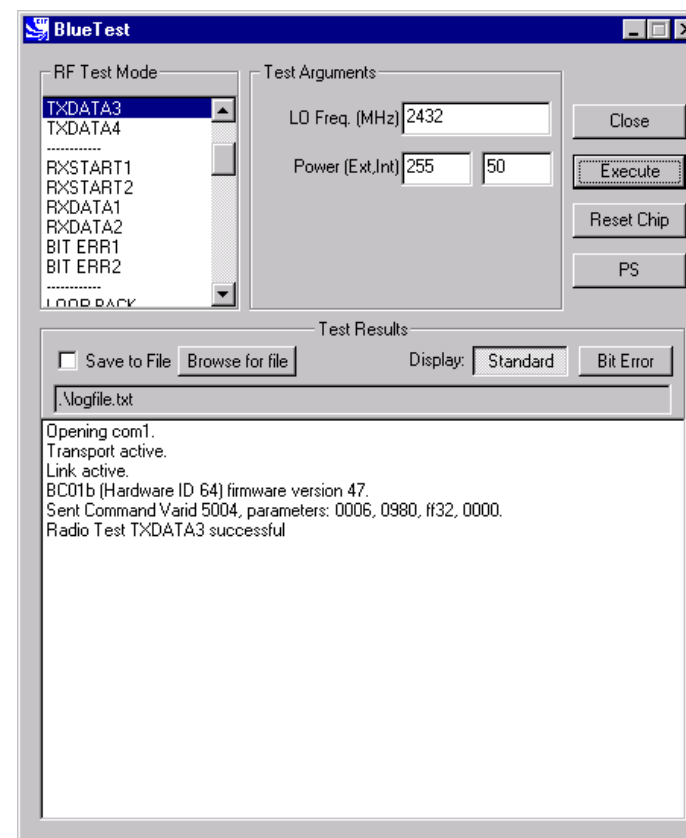 BlueTest
RF Test Mode
TXDATA3
TXDATA4
------------
RXSTART1
RXSTART2
RXDATA1
RXDATA2
BIT ERR1
BIT ERR2
------------
LOOP BACK
Test Arguments
LO Freq. (MHz) 2432
Power (Ext,Int) 255 50
Close
Execute
Reset Chip
PS
Test Results
Save to File Browse for file Display: Standard Bit Error
.\logfile.txt
Opening com1.
Transport active.
Link active.
BC01b (Hardware ID 64) firmware version 47.
Sent Command Varid 5004, parameters: 0006, 0980, ff32, 0000.
Radio Test TXDATA3 successful